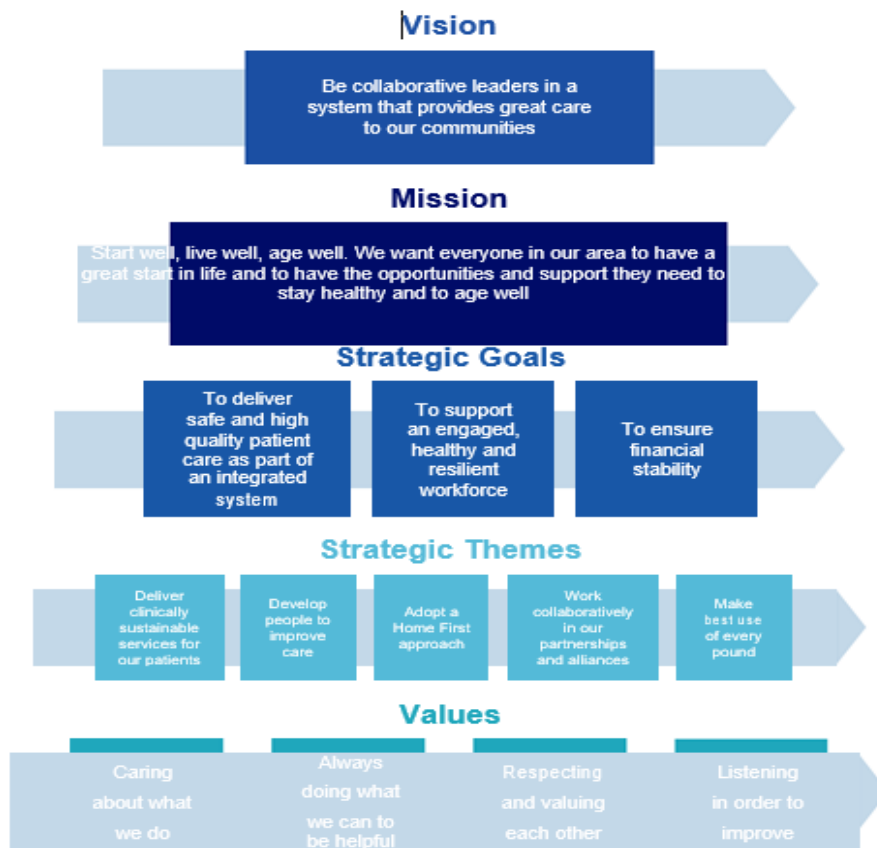 Vision
Be collaborative leaders in a
system that provides great care
to our communities
Mission
Start well, live well, age well. We want everyone in our area to have a
great start in life and to have the opportunities and support they need to
stay healthy and to age well
Strategic Goals
To deliver
safe and high
quality patient
care as part of
an integrated
system
To support
an engaged,
healthy and
resilient
workforce
To ensure
financial
stability
Strategic Themes
Deliver
clinically
sustainable
services for
our patients
Develop
people to
improve
care
Adopt a
Home First
approach
Work
collaboratively
in our
partnerships
and alliances
Make
best use
of every
pound
Values
Caring
about what
we do
Always
doing what
we can to
be helpful
Respecting
and valuing
each other
Listening
in order to
improve